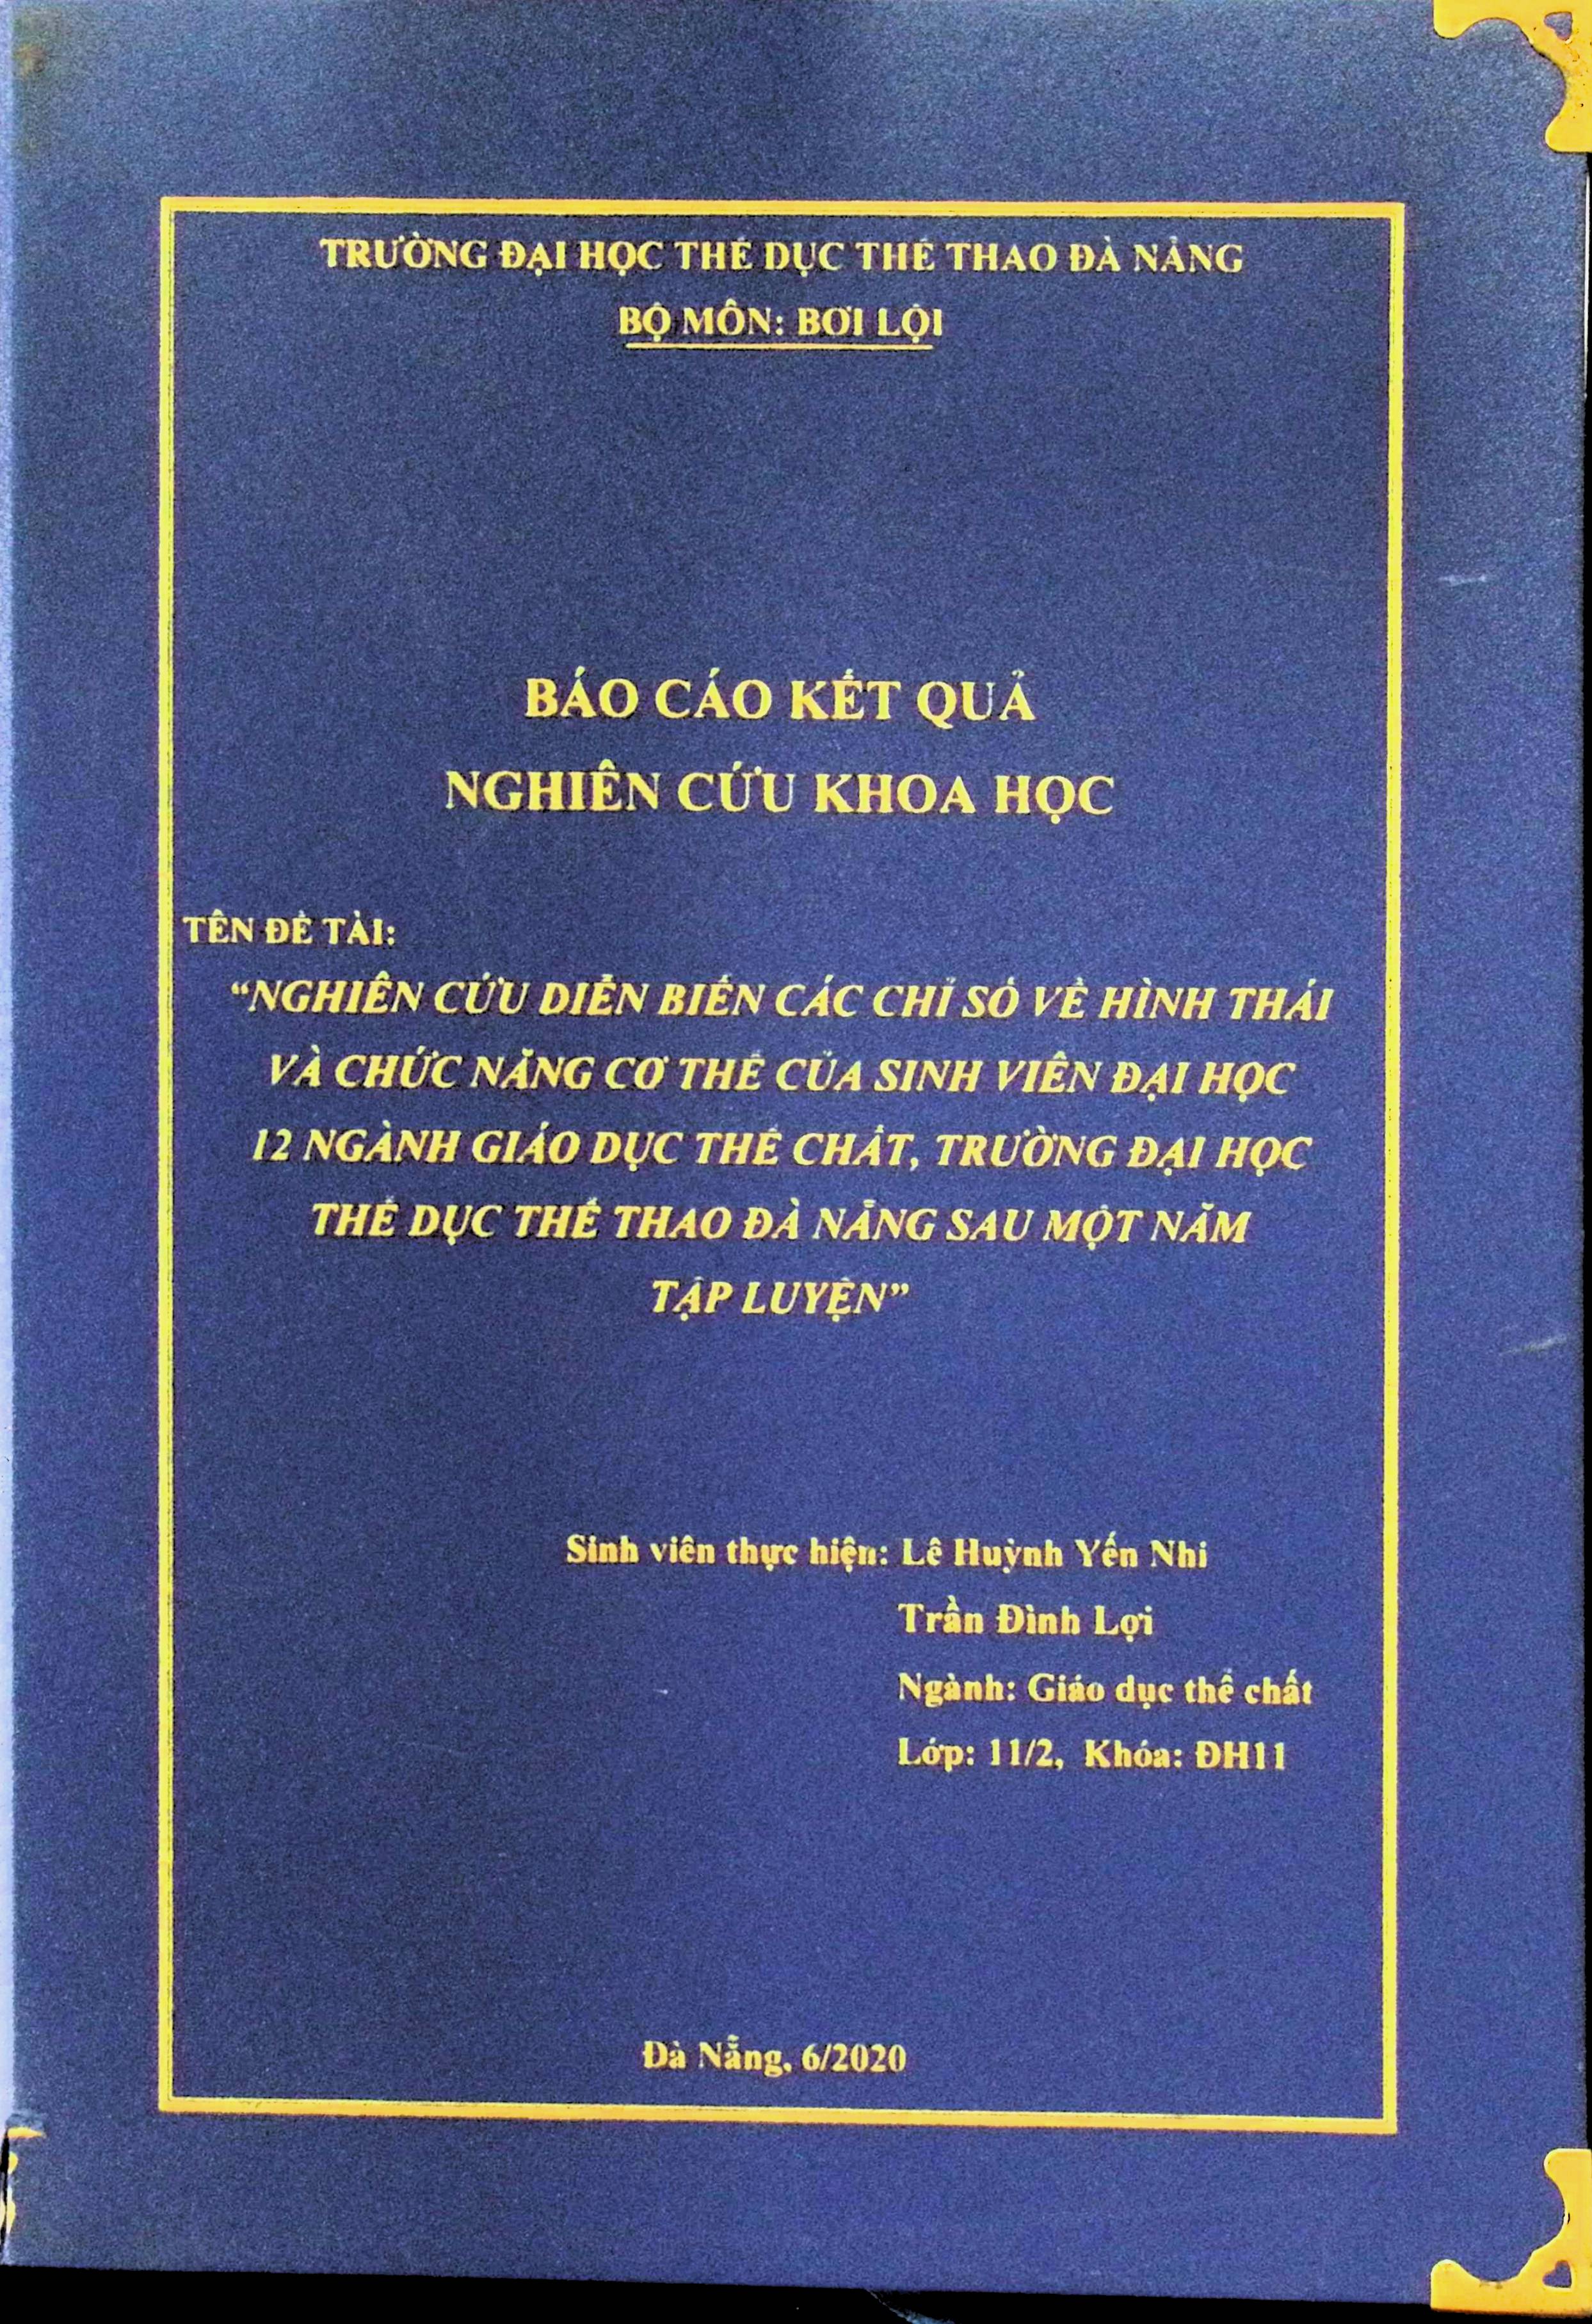 TRƯỜNG ĐẠI HỌC THỂ DỤC THỂ THAO ĐÀ NẴNG
BỘ MÔN: BƠI LỘI
BÁO CÁO KẾT QUẢ
NGHIÊN CỨU KHOA HỌC
TÊN ĐỀ TÀI:
“NGHIÊN CỨU DIỄN BIẾN CÁC CHỈ SỐ VỀ HÌNH THÁI
VÀ CHỨC NĂNG CƠ THỂ CỦA SINH VIÊN ĐẠI HỌC
12 NGÀNH GIÁO DỤC THỂ CHẤT, TRƯỜNG ĐẠI HỌC
THỂ DỤC THỂ THAO ĐÀ NẴNG SAU MỘT NĂM
TẬP LUYỆN”
Sinh viên thực hiện: Lê Huỳnh Yến Nhi
Trần Đình Lợi
Ngành: Giáo dục thể chất
Lớp: 11/2, Khóa: ĐH11
Đà Nẵng, 6/2020